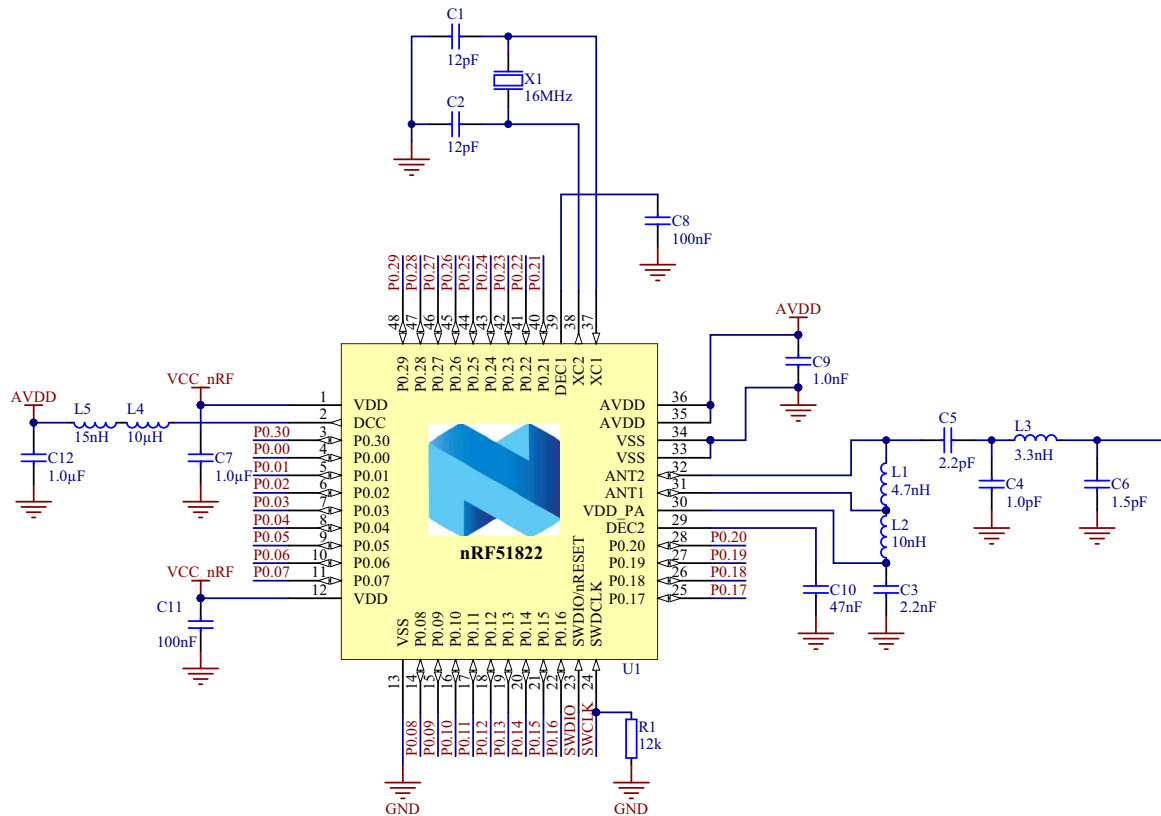 C1
12pF
X1
16MHz
C2
12pF
C8
100nF
P0.29
P0.28
P0.27
P0.26
P0.25
P0.24
P0.23
P0.22
P0.21
48
47
46
45
44
43
42
41
40
39
38
37
P0.29
P0.28
P0.27
P0.26
P0.25
P0.24
P0.23
P0.22
P0.21
DEC1
XC2
XC1
AVDD
L5
15nH
L4
10µH
C12
1.0µF
VCC_nRF
C7
1.0µF
P0.30
P0.00
P0.01
P0.02
P0.03
P0.04
P0.05
P0.06
P0.07
VCC_nRF
C11
100nF
1
2
3
4
5
6
7
8
9
10
11
12
VDD
DCC
P0.30
P0.00
P0.01
P0.02
P0.03
P0.04
P0.05
P0.06
P0.07
VDD
nRF51822
AVDD
AVDD
VSS
VSS
ANT2
ANT1
VDD_PA
DEC2
P0.20
P0.19
P0.18
P0.17
36
35
34
33
32
31
30
29
28
27
26
25
P0.20
P0.19
P0.18
P0.17
AVDD
C9
1.0nF
L1
4.7nH
L2
10nH
C5
2.2pF
L3
3.3nH
C4
1.0pF
C6
1.5pF
C10
47nF
C3
2.2nF
VSS
P0.08
P0.09
P0.10
P0.11
P0.12
P0.13
P0.14
P0.15
P0.16
SWDIO/nRESET
SWDCLK
U1
13
14
15
16
17
18
19
20
21
22
23
24
P0.08
P0.09
P0.10
P0.11
P0.12
P0.13
P0.14
P0.15
P0.16
SWDIO
SWCLK
R1
12k
GND
GND